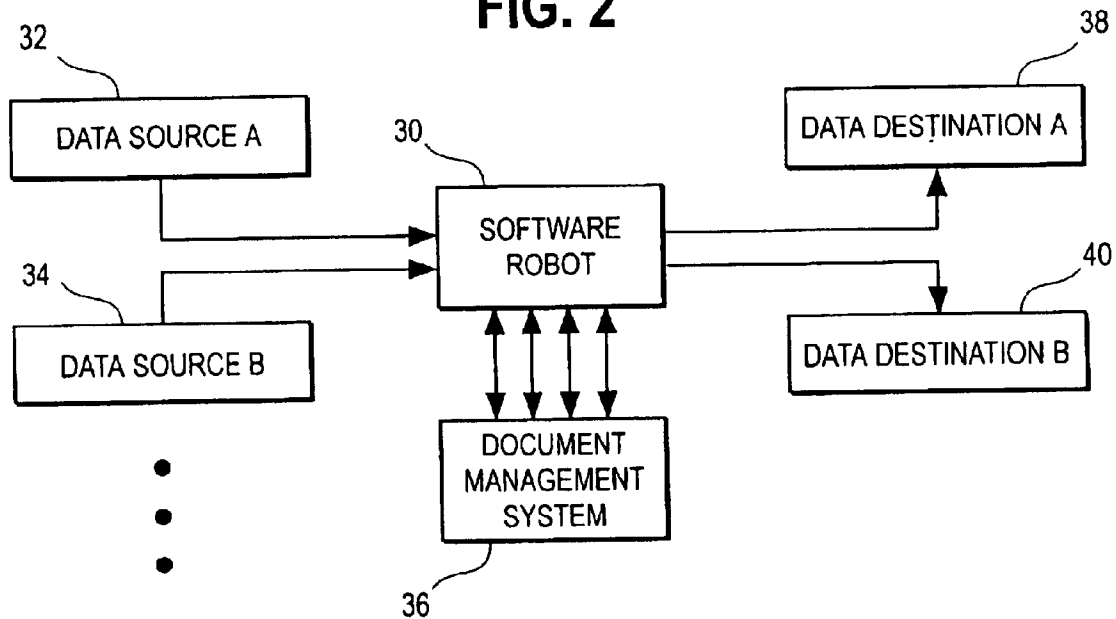 FIG. 2
32
38
DATA SOURCE A
30
DATA DESTINATION A
SOFTWARE
ROBOT
34
40
DATA SOURCE B
DATA DESTINATION B
DOCUMENT
MANAGEMENT
SYSTEM
36